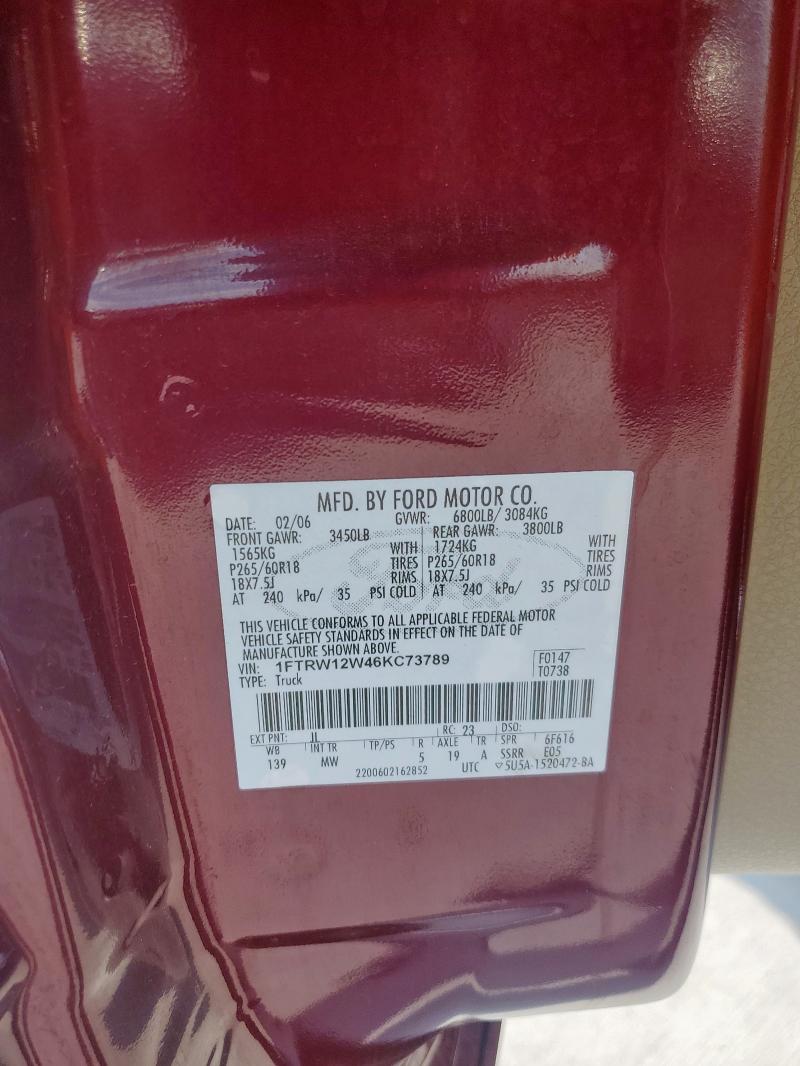 MFD. BY FORD MOTOR CO.
DATE: 02/06 GVWR: 6800LB/ 3084KG
FRONT GAWR: 3450LB REAR GAWR: 3800LB
1565KG WITH 1724KG WITH
P265/60R18 TIRES P265/60R18 TIRES
18X7.5J RIMS 18X7.5J RIMS
AT 240 kPa/ 35 PSI COLD AT 240 kPa/ 35 PSI COLD
THIS VEHICLE CONFORMS TO ALL APPLICABLE FEDERAL MOTOR
VEHICLE SAFETY STANDARDS IN EFFECT ON THE DATE OF
MANUFACTURE SHOWN ABOVE.
VIN: 1FTRW12W46KC73789 F0147
TYPE: Truck T0738
EXT PNT: JL RC: 23 DSO:
WB INT TR TP/PS R AXLE TR SPR 6F616
139 MW 5 19 A SSRR E05
2200602162852 UTC ▽5U5A-1520472-BA
Ford